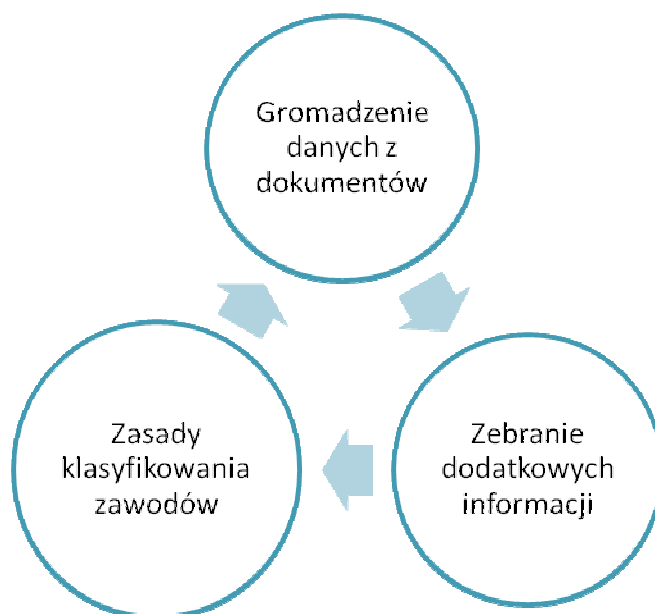 Gromadzenie
danych z
dokumentów
Zebranie
dodatkowych
informacji
Zasady
klasyfikowania
zawodów